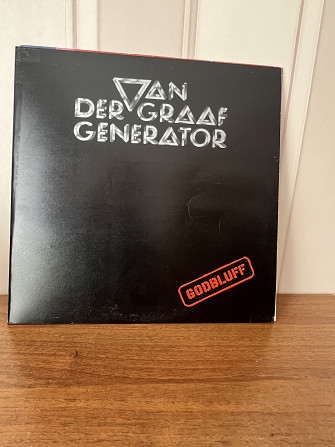 VAN
DER GRAAF
GENERATOR
GODBLUFF